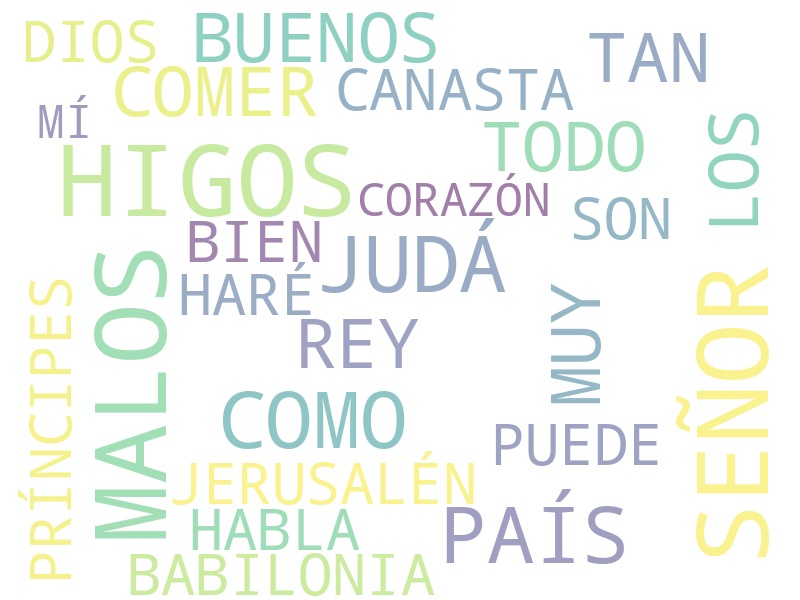 DIOS
BUENOS
TAN
COMER
CANASTA
MÍ
TODO
LOS
HIGOS
CORAZÓN
SON
BIEN
JUDÁ
HARÉ
PRÍNCIPES
MALOS
REY
MUY
SEÑOR
COMO
PUEDE
JERUSALÉN
HABLA
PAÍS
BABILONIA